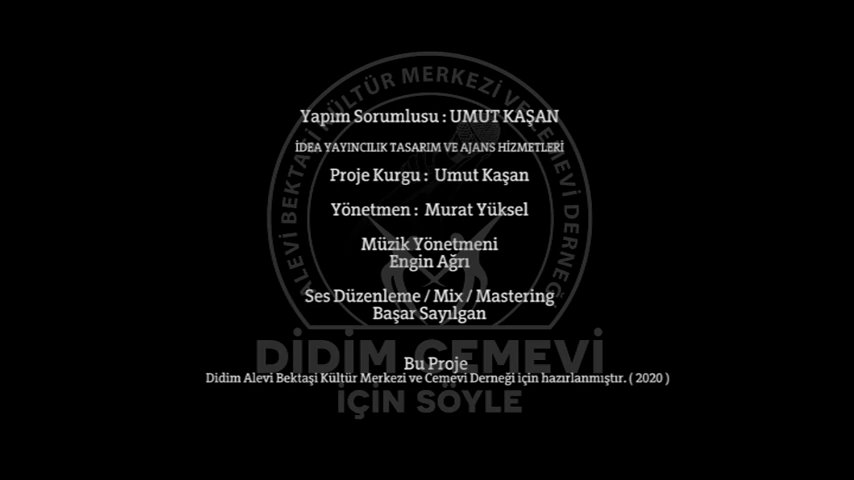 ALEVİ BEKTAŞİ KÜLTÜR MERKEZİ VE CEMEVİ DERNEĞİ
Yapım Sorumlusu : UMUT KAŞAN
İDEA YAYINCILIK TASARIM VE AJANS HİZMETLERİ
Proje Kurgu : Umut Kaşan
Yönetmen : Murat Yüksel
Müzik Yönetmeni
Engin Ağrı
Ses Düzenleme / Mix / Mastering
Başar Sayılgan
DİDİM CEMEVİ
Bu Proje
Didim Alevi Bektaşi Kültür Merkezi ve Cemevi Derneği için hazırlanmıştır. ( 2020 )
İÇİN SÖYLE